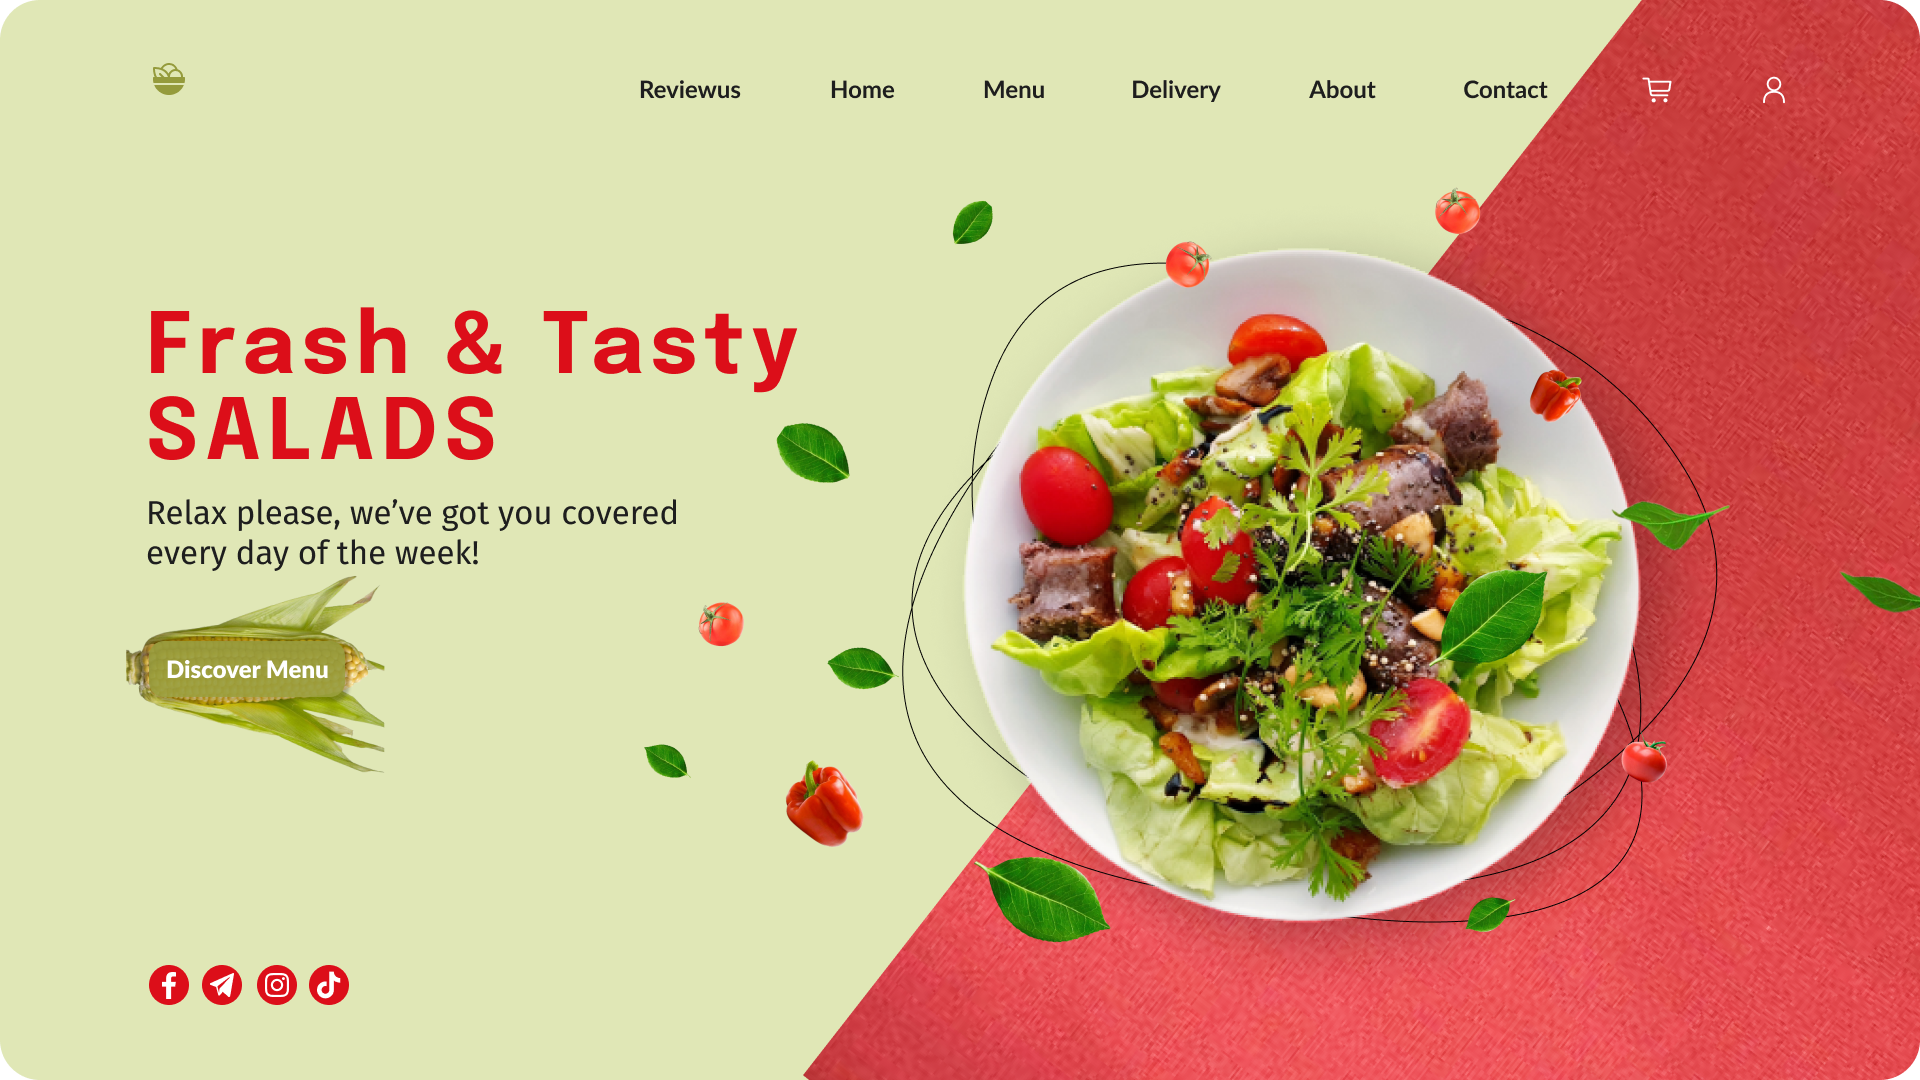 Reviewus Home Menu Delivery About Contact
Frash & Tasty
SALADS
Relax please, we’ve got you covered
every day of the week!
Discover Menu